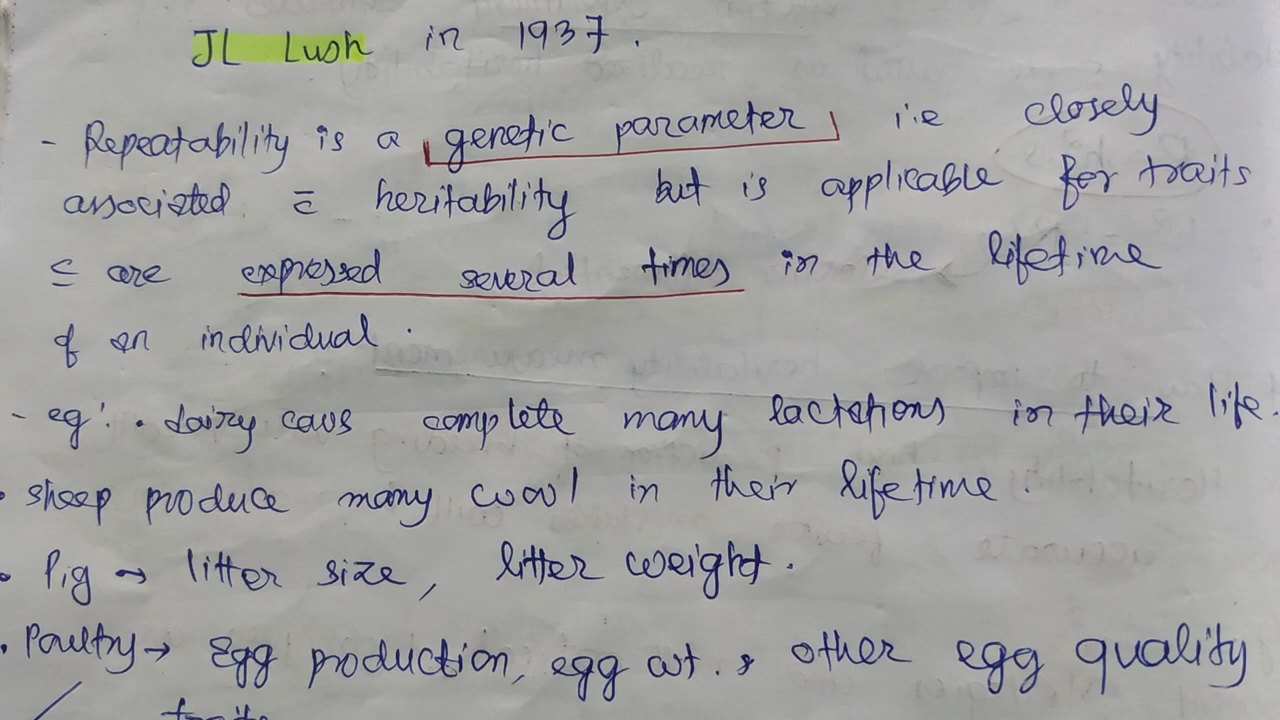 JL Lush in 1937.
- Repeatability is a genetic parameter i.e closely
associated c̄ heritability but is applicable for traits
c̲ are expressed several times in the lifetime
of an individual.
- eg: . dairy cows complete many lactations in their life.
• sheep produce many wool in their lifetime.
• Pig → litter size, litter weight.
• Poultry → Egg production, egg wt. & other egg quality
traits